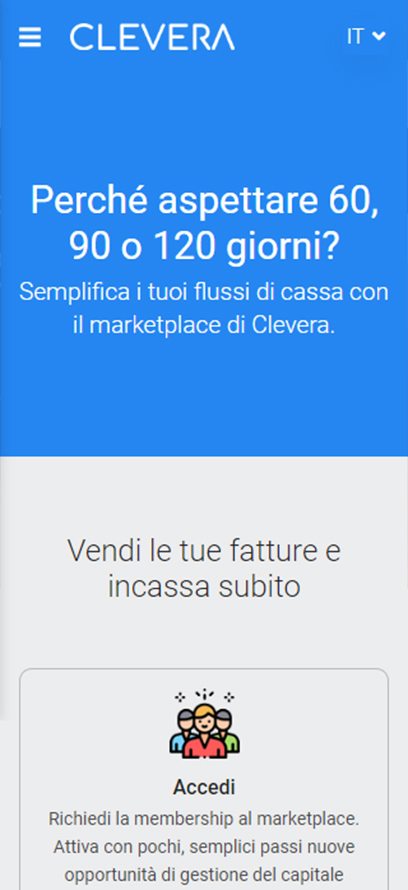 CLEVERA
IT
Perché aspettare 60,
90 o 120 giorni?
Semplifica i tuoi flussi di cassa con
il marketplace di Clevera.
Vendi le tue fatture e
incassa subito
Accedi
Richiedi la membership al marketplace.
Attiva con pochi, semplici passi nuove
opportunità di gestione del capitale